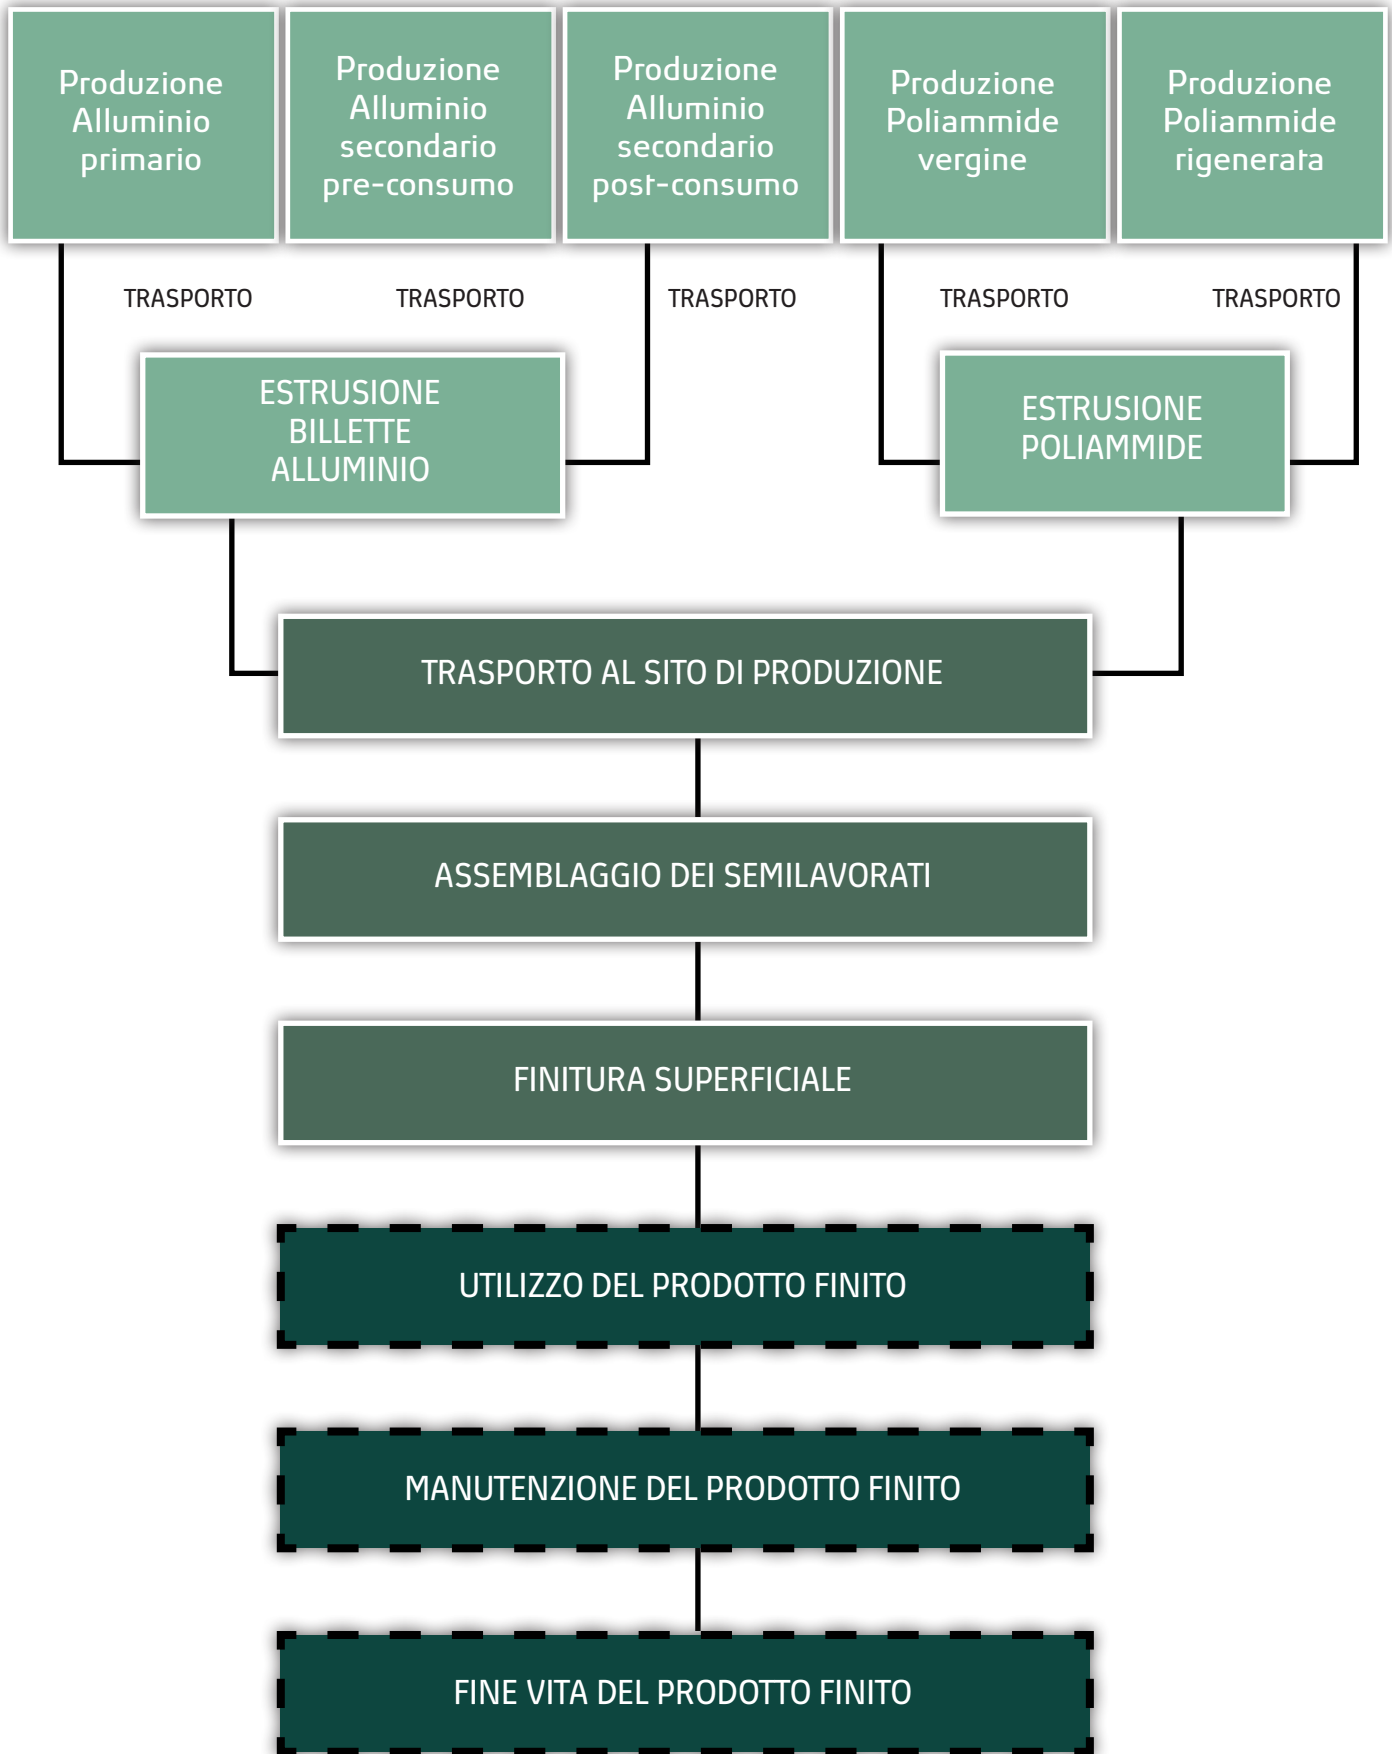 Produzione
Alluminio
primario
Produzione
Alluminio
secondario
pre-consumo
Produzione
Alluminio
secondario
post-consumo
Produzione
Poliammide
vergine
Produzione
Poliammide
rigenerata
TRASPORTO
TRASPORTO
TRASPORTO
TRASPORTO
TRASPORTO
ESTRUSIONE
BILLETTE
ALLUMINIO
ESTRUSIONE
POLIAMMIDE
TRASPORTO AL SITO DI PRODUZIONE
ASSEMBLAGGIO DEI SEMILAVORATI
FINITURA SUPERFICIALE
UTILIZZO DEL PRODOTTO FINITO
MANUTENZIONE DEL PRODOTTO FINITO
FINE VITA DEL PRODOTTO FINITO